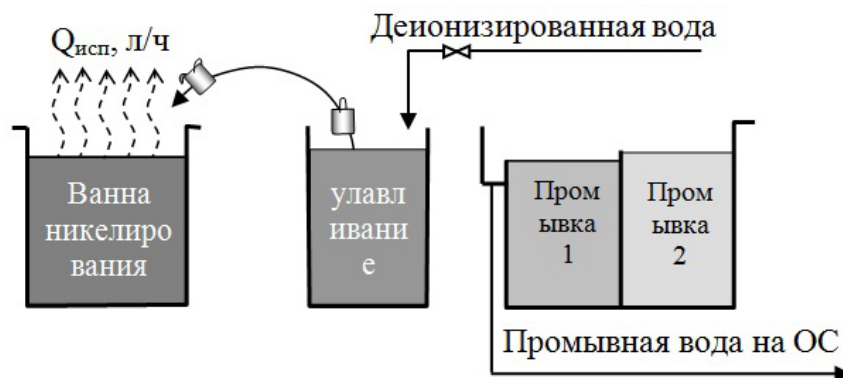 Деионизированная вода
Qисп, л/ч
Ванна
никелиро
вания
улавл
ивани
е
Пром
ывка
1
Пром
ывка
2
Промывная вода на ОС